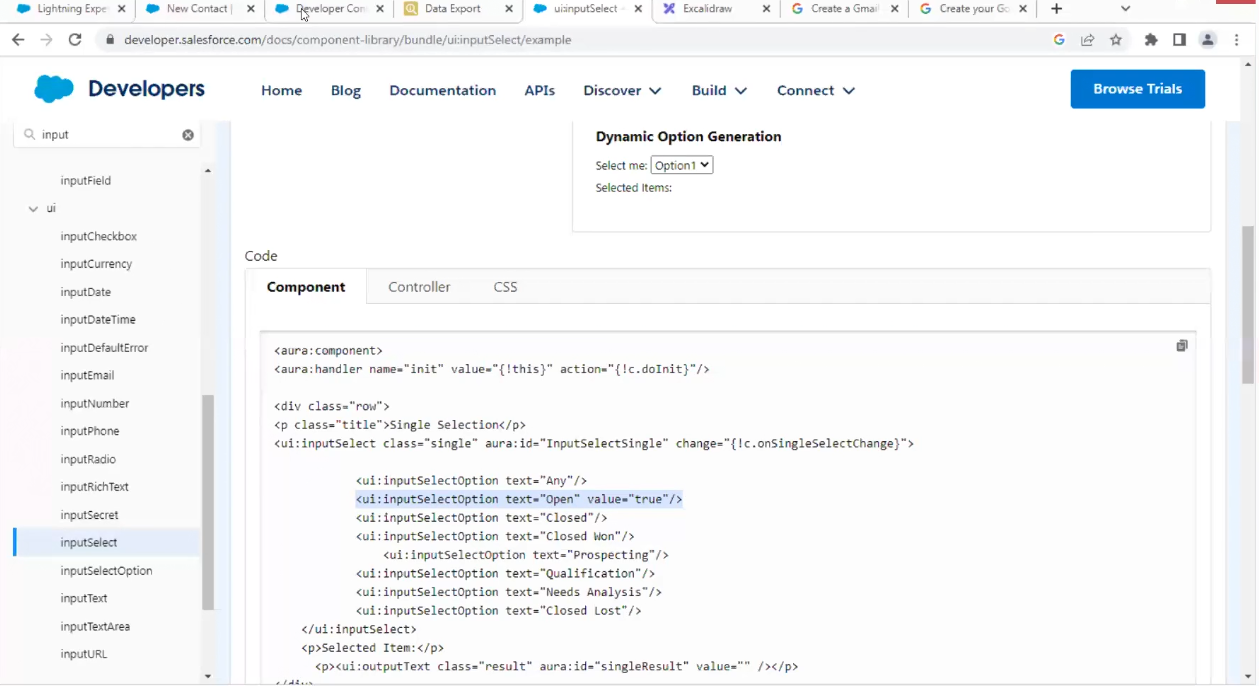 Lightning Expe
New Contact |
Developer Con
Data Export
ui:inputSelect -
Excalidraw
Create a Gmail
Create your Go
developer.salesforce.com/docs/component-library/bundle/ui:inputSelect/example
Developers
Home
Blog
Documentation
APIs
Discover
Build
Connect
Browse Trials
input
inputField
ui
inputCheckbox
inputCurrency
inputDate
inputDateTime
inputDefaultError
inputEmail
inputNumber
inputPhone
inputRadio
inputRichText
inputSecret
inputSelect
inputSelectOption
inputText
inputTextArea
inputURL
Dynamic Option Generation
Select me: Option1
Selected Items:
Code
Component
Controller
CSS
<aura:component>
<aura:handler name="init" value="{!this}" action="{!c.doInit}"/>
<div class="row">
<p class="title">Single Selection</p>
<ui:inputSelect class="single" aura:id="InputSelectSingle" change="{!c.onSingleSelectChange}">
<ui:inputSelectOption text="Any"/>
<ui:inputSelectOption text="Open" value="true"/>
<ui:inputSelectOption text="Closed"/>
<ui:inputSelectOption text="Closed Won"/>
<ui:inputSelectOption text="Prospecting"/>
<ui:inputSelectOption text="Qualification"/>
<ui:inputSelectOption text="Needs Analysis"/>
<ui:inputSelectOption text="Closed Lost"/>
</ui:inputSelect>
<p>Selected Item:</p>
<p><ui:outputText class="result" aura:id="singleResult" value="" /></p>
</div>